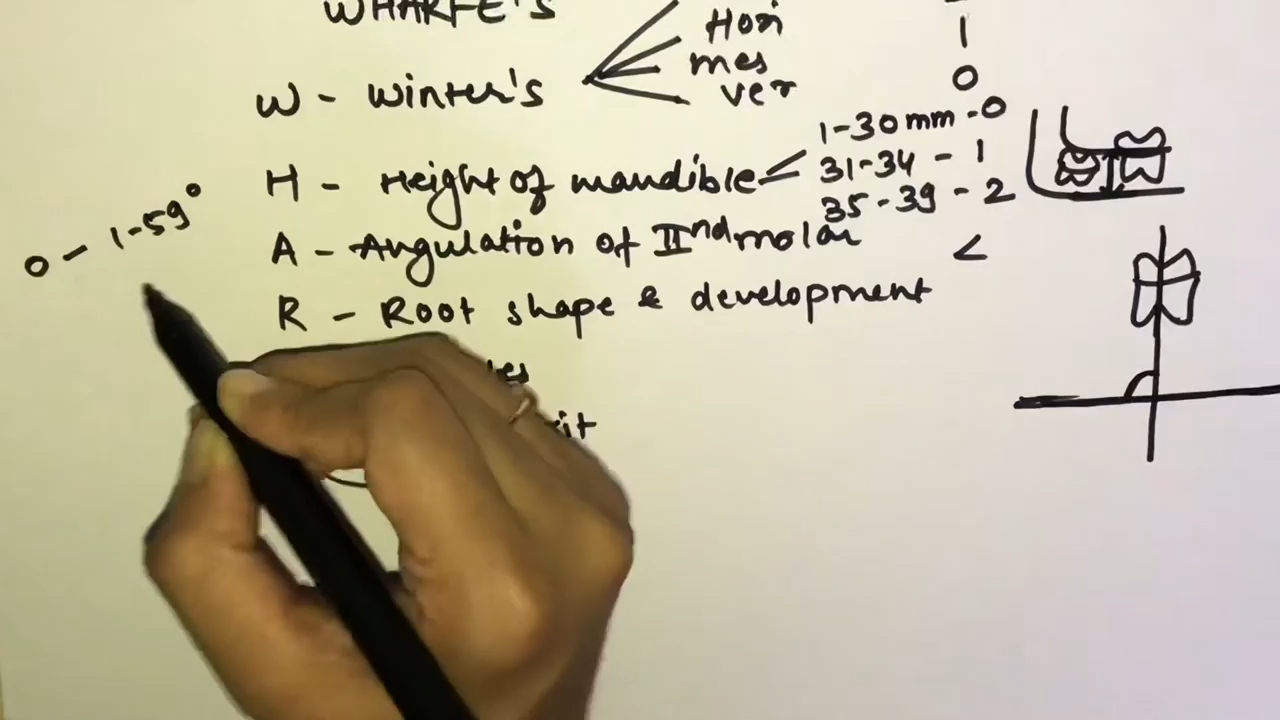 WHARFE'S
Hori
1
mes
0
W - Winter's
ver
1-30mm-0
H - Height of mandible
31-34 - 1
35-39 - 2
0 - 1-59°
A - Angulation of IInd molar
R - Root shape & development